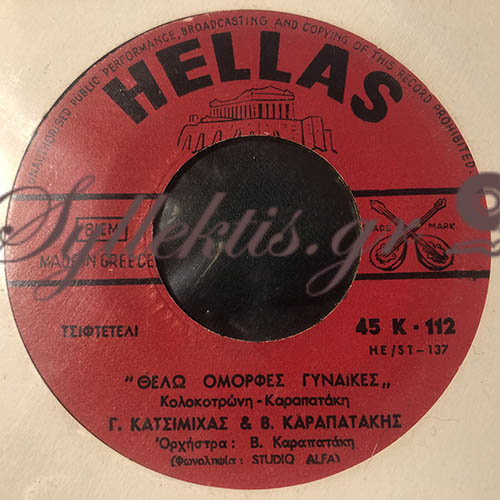 UNAUTHORISED PUBLIC PERFORMANCE, BROADCASTING AND COPYING OF THIS RECORD PROHIBITED.
HELLAS
Syllektis.gr
BIEM
MADE IN GREECE
TRADE MARK
ΤΣΙΦΤΕΤΕΛΙ
45 K - 112
HE/ST - 137
"ΘΕΛΩ ΟΜΟΡΦΕΣ ΓΥΝΑΙΚΕΣ„
Κολοκοτρώνη - Καραπατάκη
Γ. ΚΑΤΣΙΜΙΧΑΣ & Β. ΚΑΡΑΠΑΤΑΚΗΣ
Ὀρχήστρα : Β. Καραπατάκη
(Φωνοληψία : STUDIO ALFA)